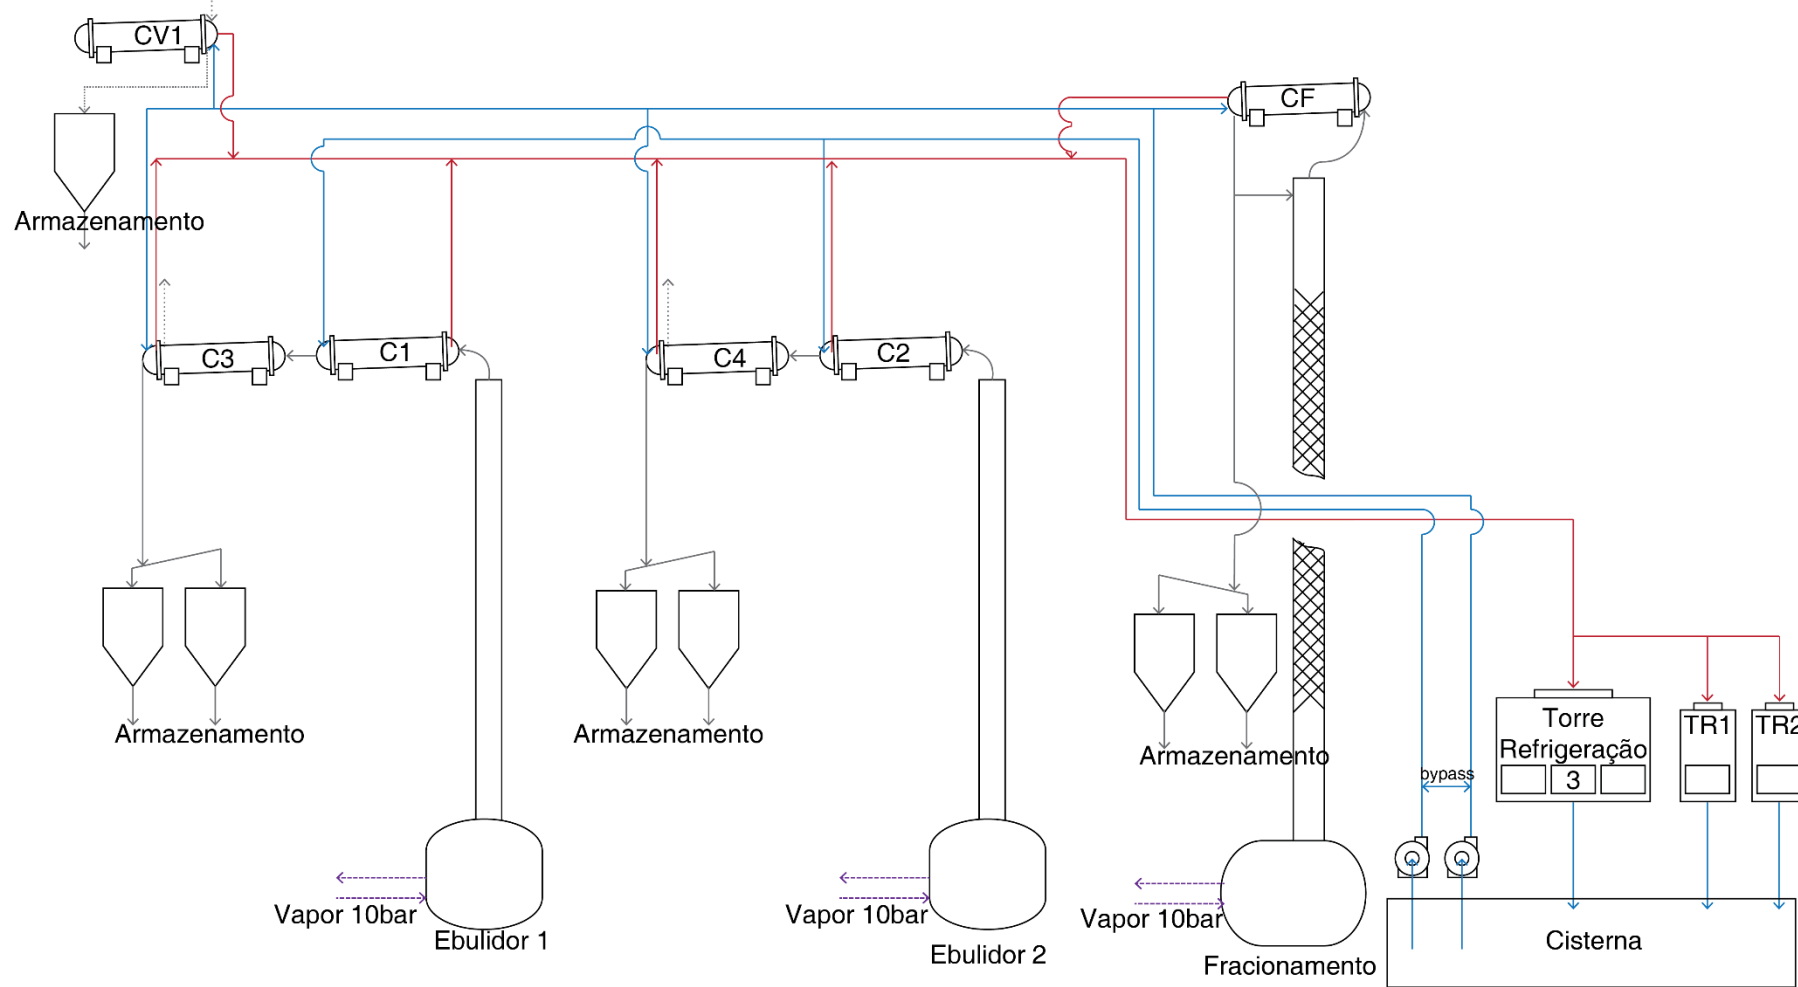 CV1
CF
Armazenamento
C3
C1
C4
C2
Armazenamento
Armazenamento
Armazenamento
Torre
Refrigeração
3
TR1
TR2
bypass
Vapor 10bar
Ebulidor 1
Vapor 10bar
Ebulidor 2
Vapor 10bar
Fracionamento
Cisterna